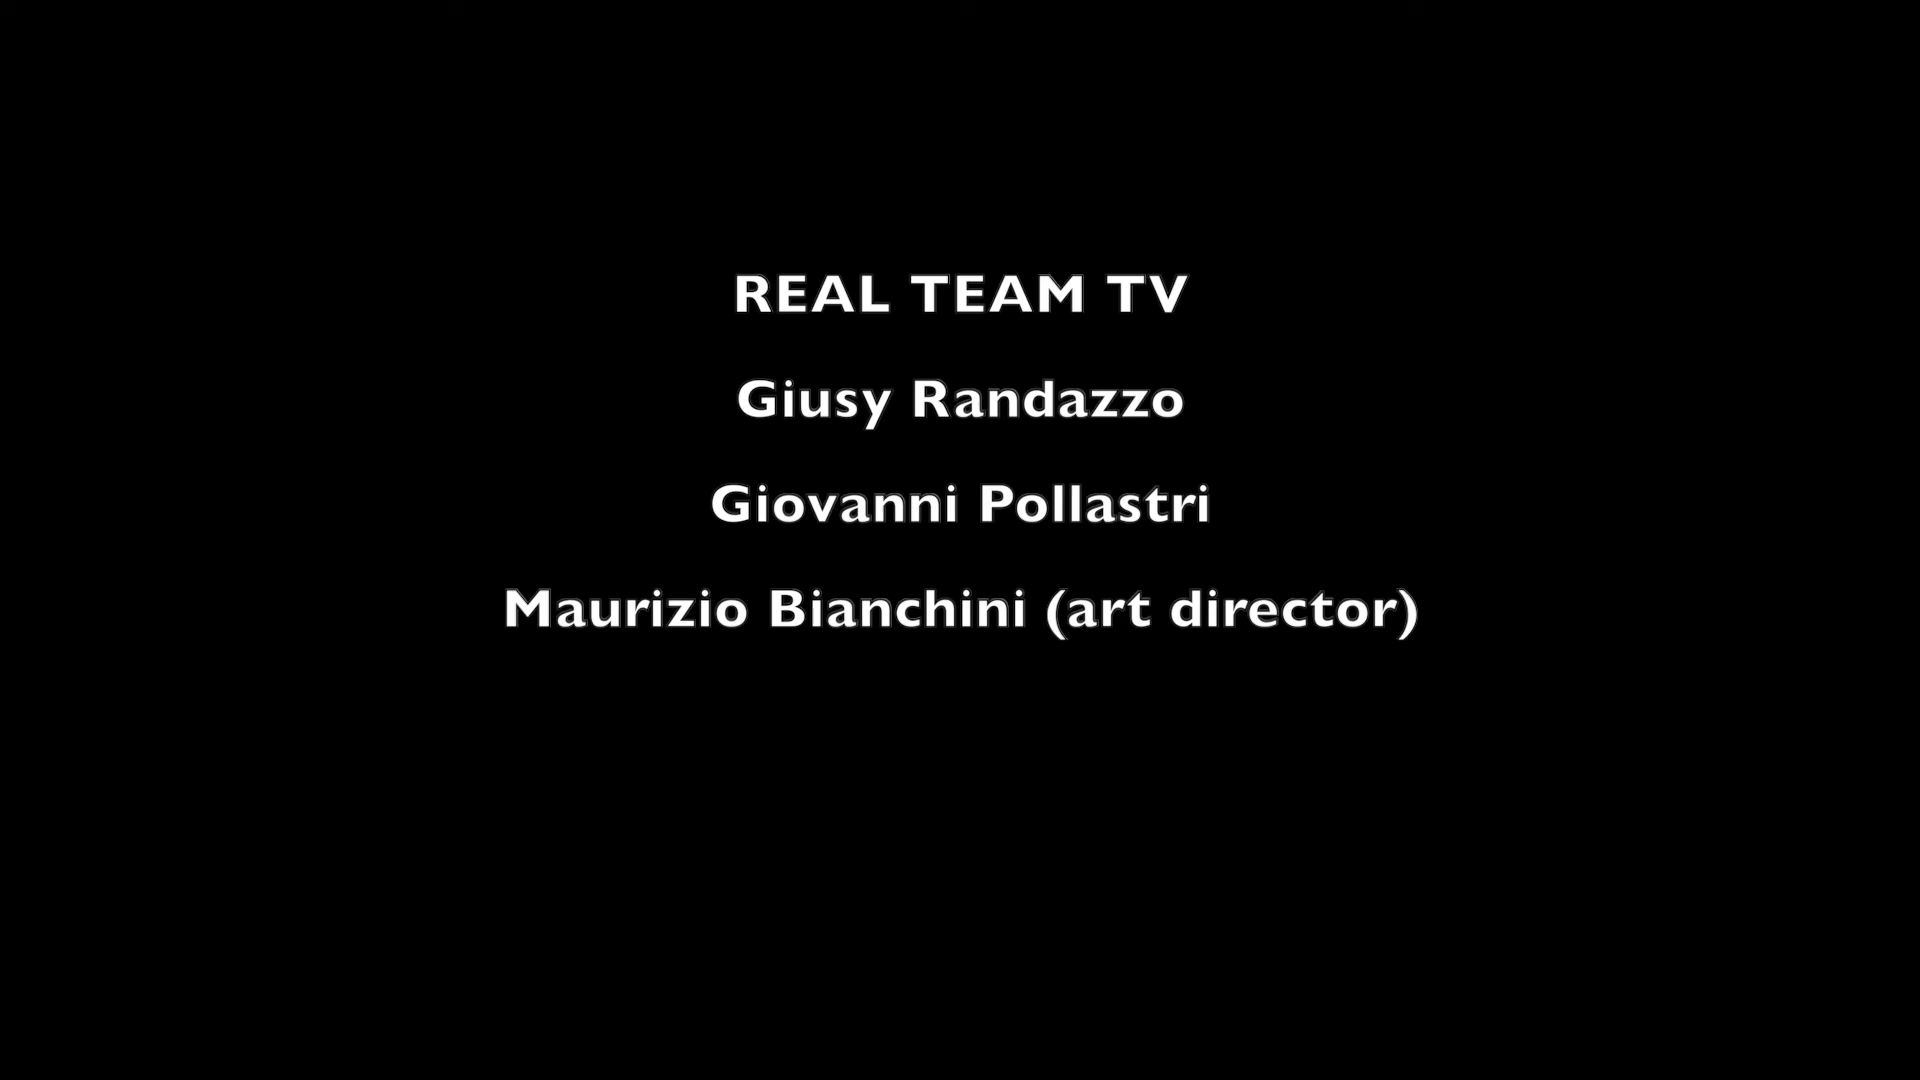 REAL TEAM TV
Giusy Randazzo
Giovanni Pollastri
Maurizio Bianchini (art director)